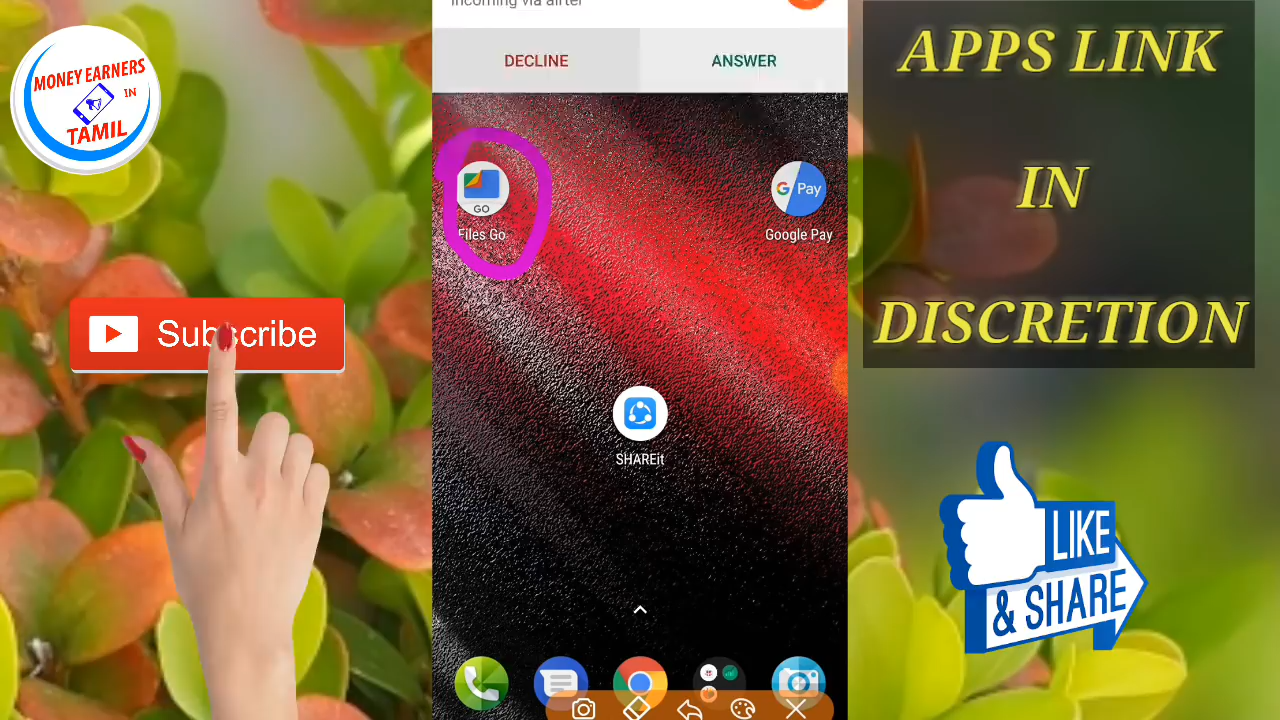 MONEY EARNERS
IN
TAMIL
Subscribe
Incoming via airtel
DECLINE
ANSWER
GO
Files Go
G Pay
Google Pay
SHAREit
APPS LINK
IN
DISCRETION
LIKE
& SHARE